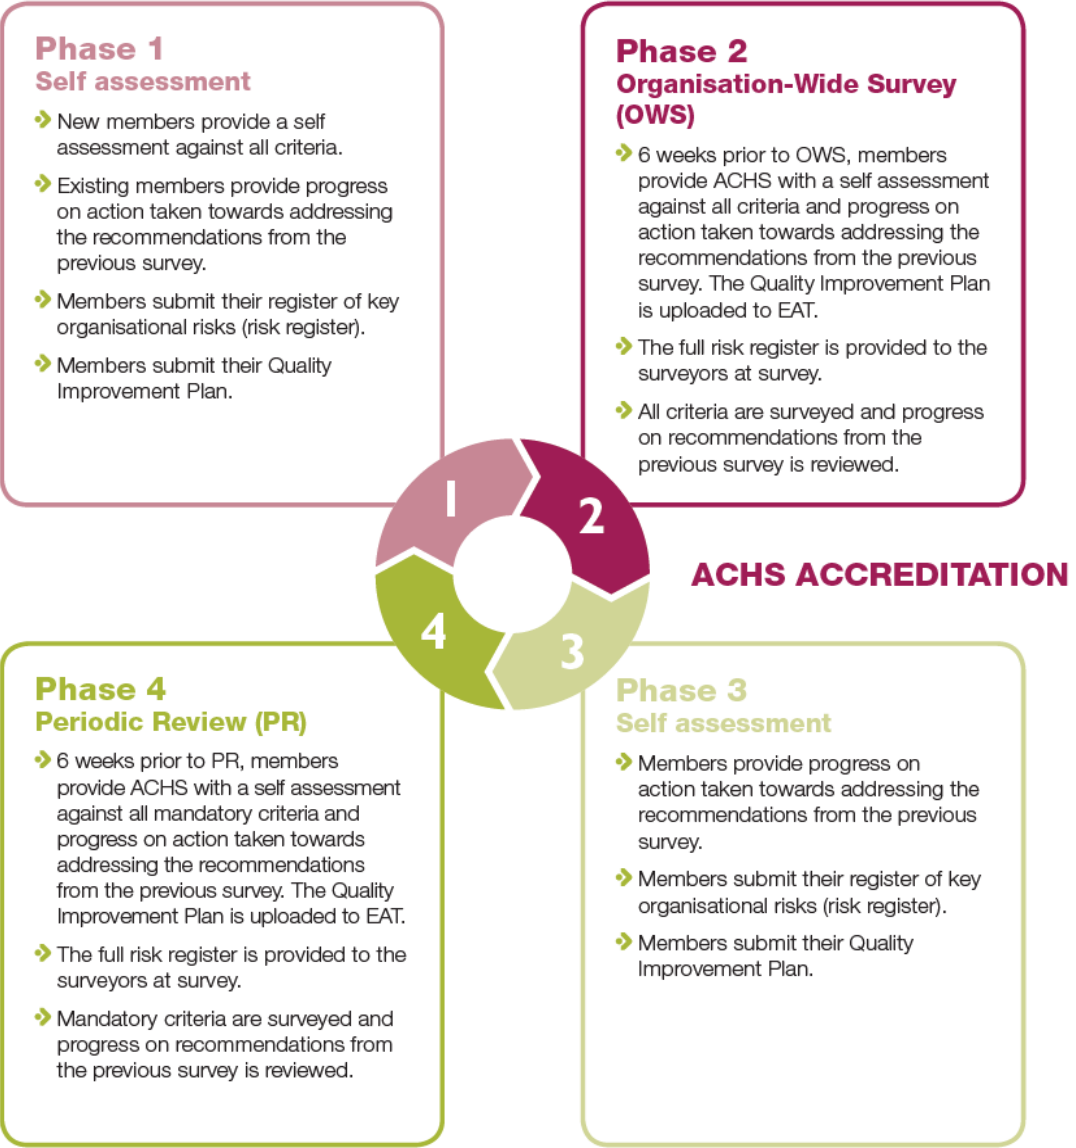 Phase 1
Self assessment
New members provide a self
assessment against all criteria.
Existing members provide progress
on action taken towards addressing
the recommendations from the
previous survey.
Members submit their register of key
organisational risks (risk register).
Members submit their Quality
Improvement Plan.
Phase 2
Organisation-Wide Survey
(OWS)
6 weeks prior to OWS, members
provide ACHS with a self assessment
against all criteria and progress on
action taken towards addressing the
recommendations from the previous
survey. The Quality Improvement Plan
is uploaded to EAT.
The full risk register is provided to the
surveyors at survey.
All criteria are surveyed and progress
on recommendations from the
previous survey is reviewed.
1
2
3
4
ACHS ACCREDITATION
Phase 3
Self assessment
Members provide progress on
action taken towards addressing the
recommendations from the previous
survey.
Members submit their register of key
organisational risks (risk register).
Members submit their Quality
Improvement Plan.
Phase 4
Periodic Review (PR)
6 weeks prior to PR, members
provide ACHS with a self assessment
against all mandatory criteria and
progress on action taken towards
addressing the recommendations
from the previous survey. The Quality
Improvement Plan is uploaded to EAT.
The full risk register is provided to the
surveyors at survey.
Mandatory criteria are surveyed and
progress on recommendations from
the previous survey is reviewed.